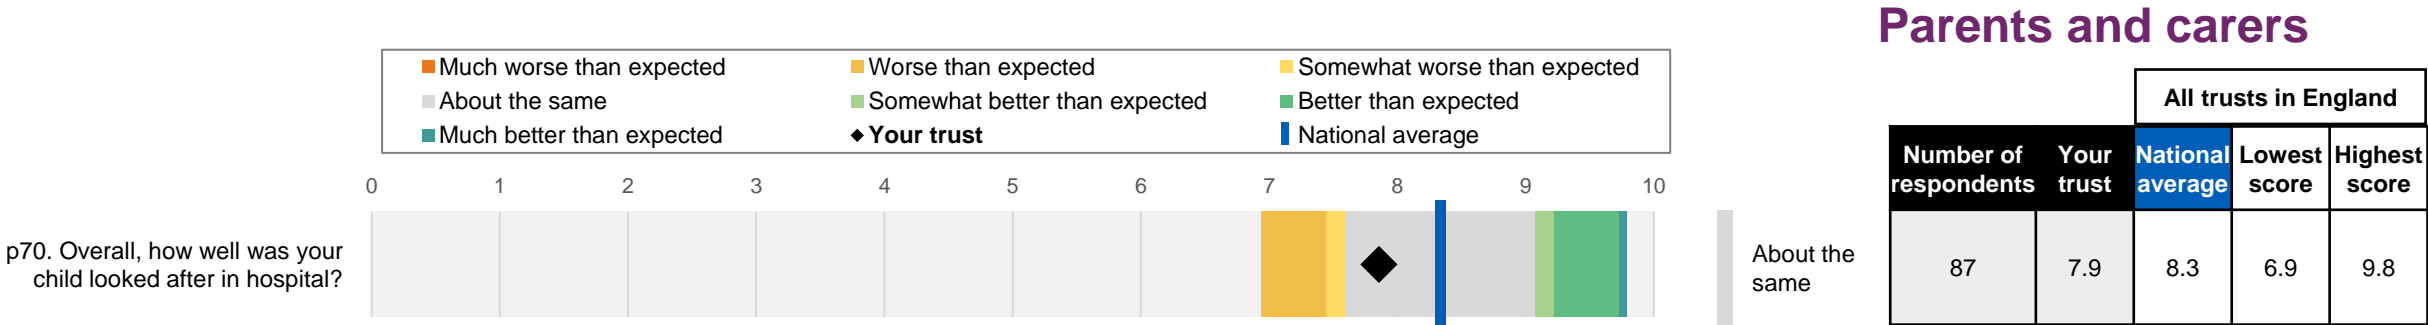 Parents and carers
Much worse than expected
Worse than expected
Somewhat worse than expected
About the same
Somewhat better than expected
Better than expected
Much better than expected
Your trust
National average
All trusts in England
Number of respondents
Your trust
National average
Lowest score
Highest score
0 1 2 3 4 5 6 7 8 9 10
p70. Overall, how well was your
child looked after in hospital?
About the
same
87 7.9 8.3 6.9 9.8